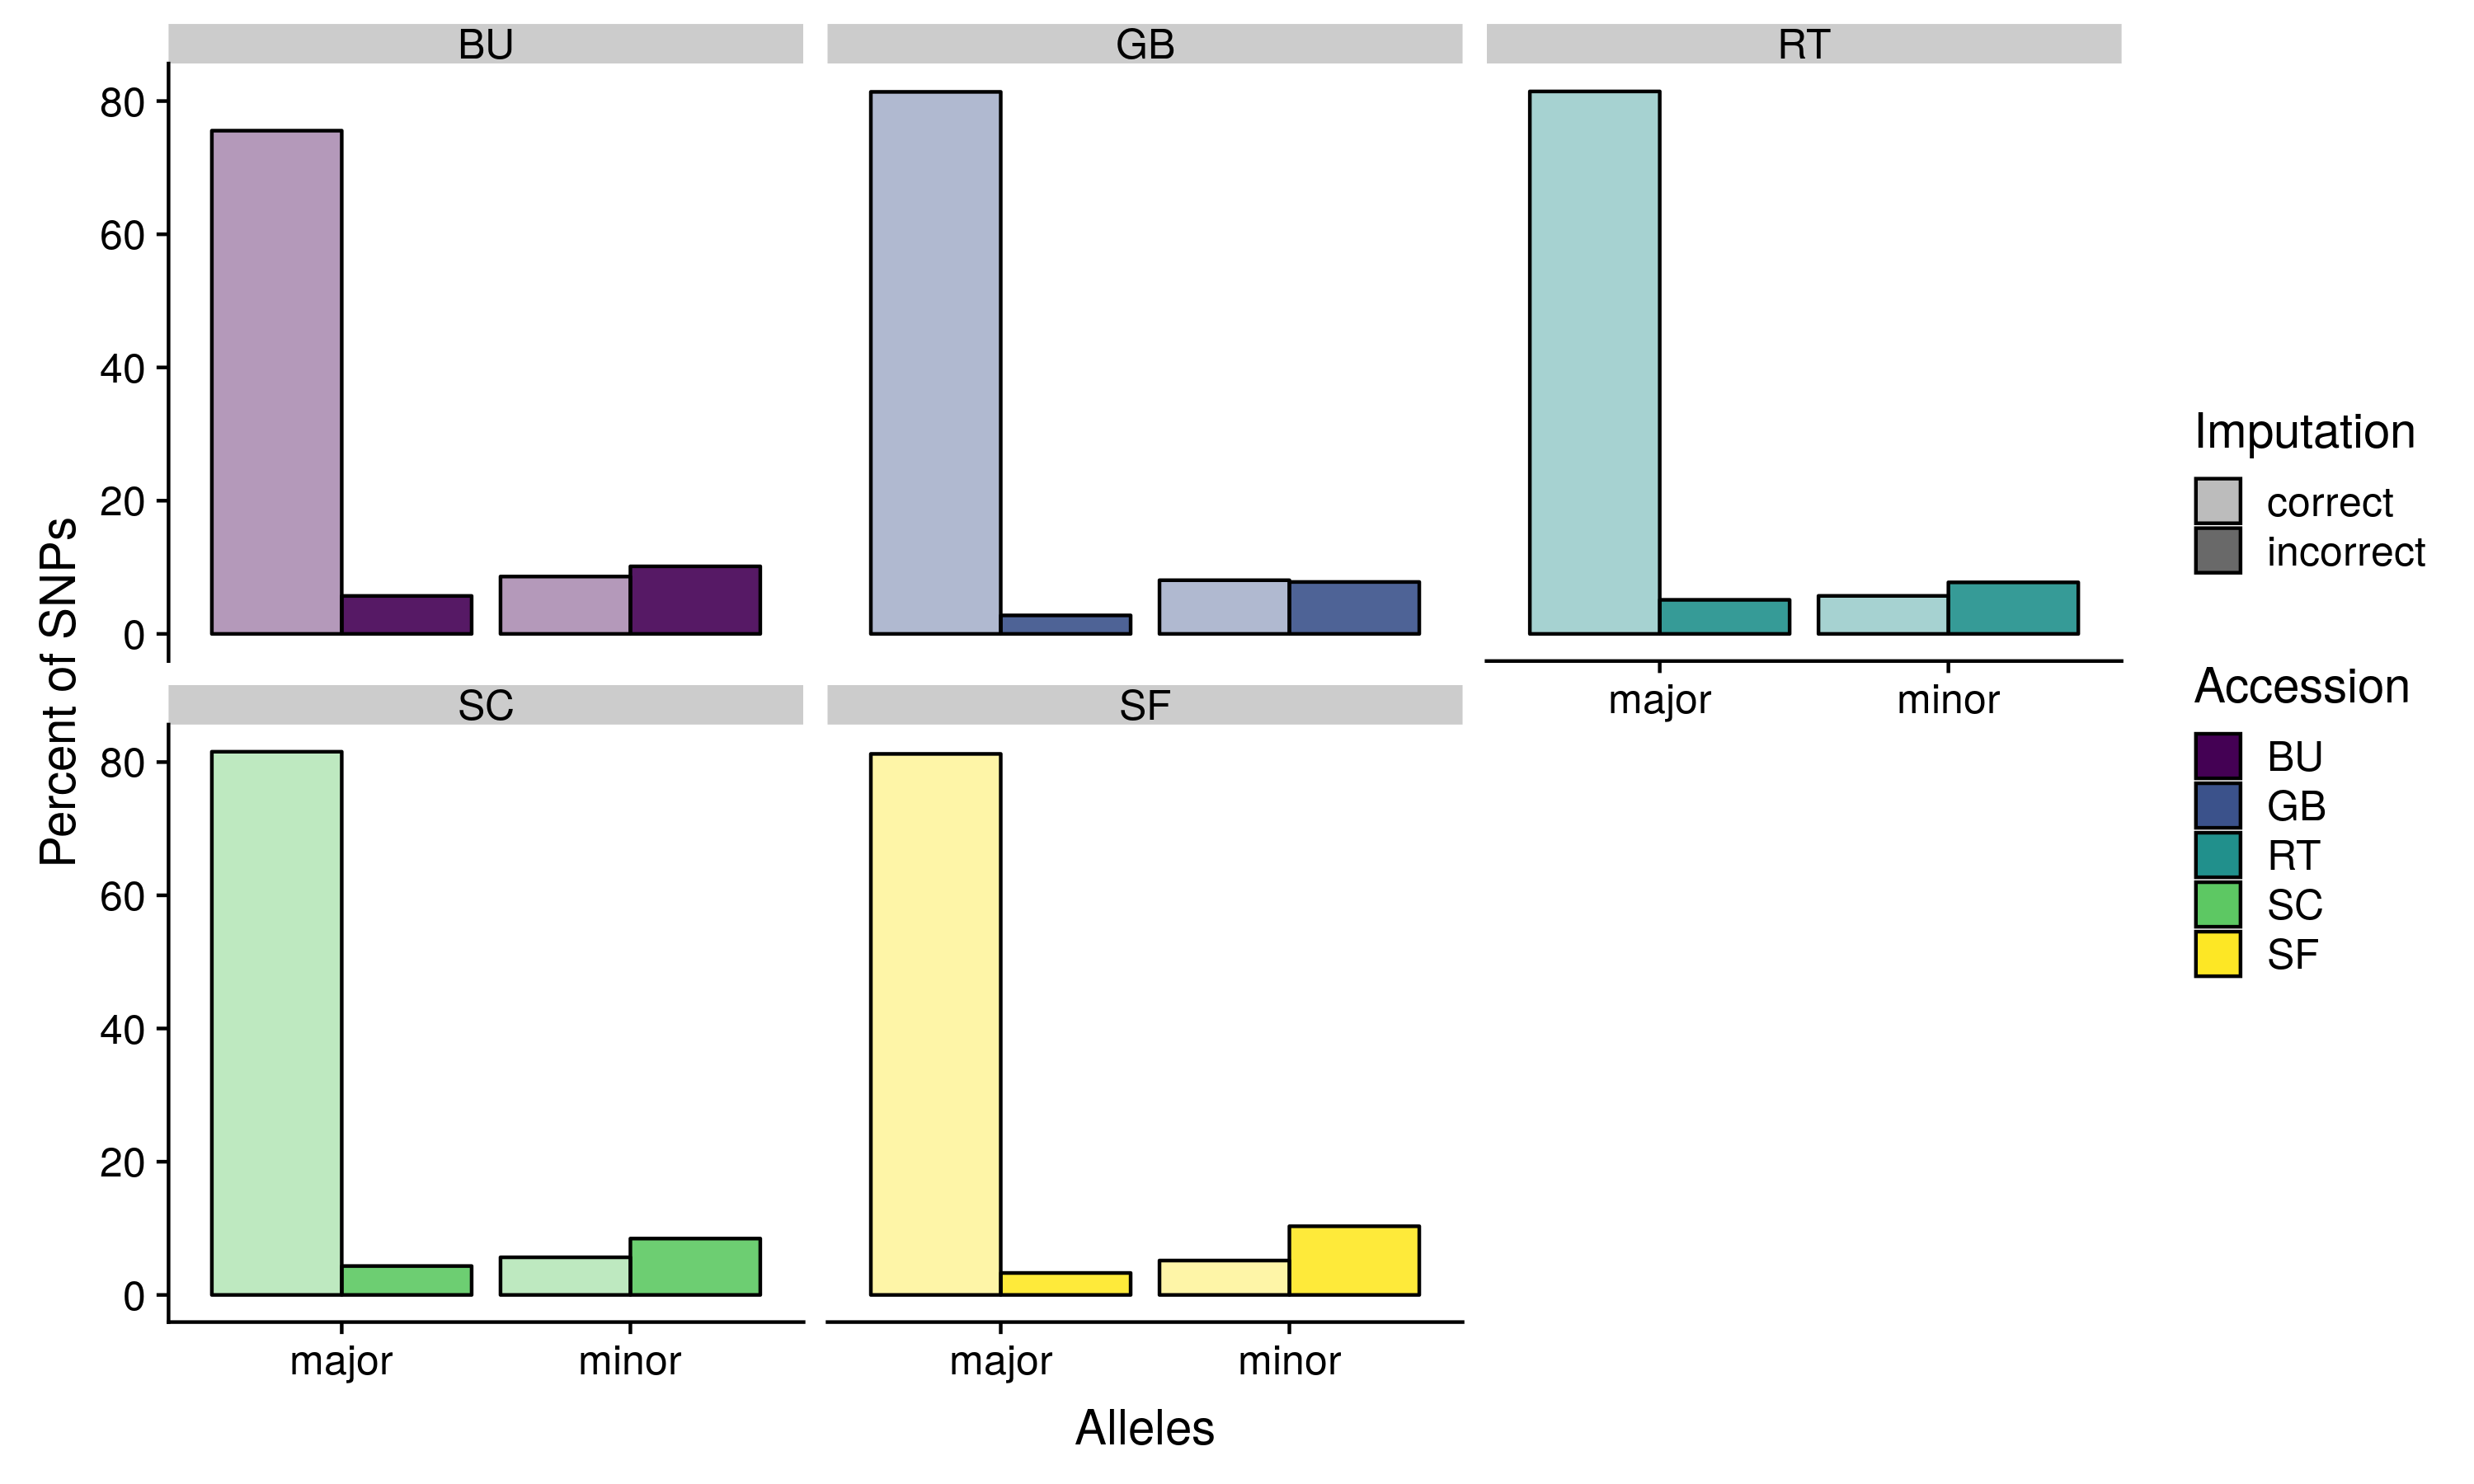 BU
GB
RT
80
60
40
20
0
major
minor
SC
SF
80
60
40
20
0
major
minor
major
minor
Percent of SNPs
Alleles
Imputation
correct
incorrect
Accession
BU
GB
RT
SC
SF